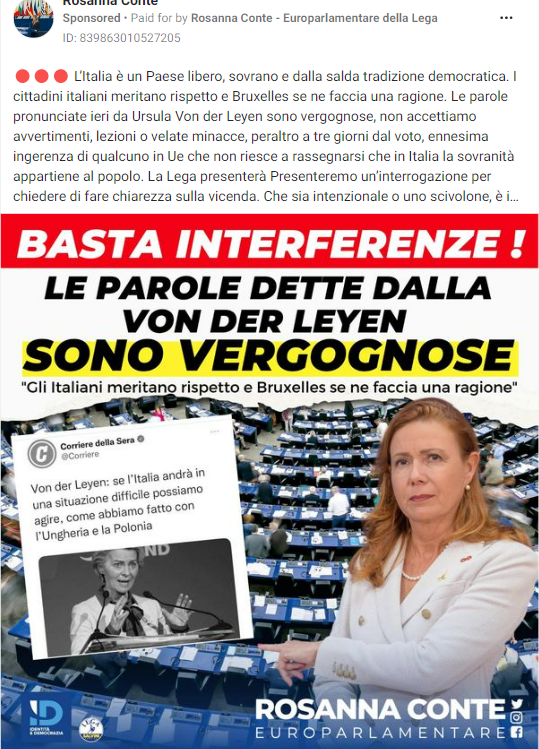 Rosanna Conte
Sponsored • Paid for by Rosanna Conte - Europarlamentare della Lega
ID: 839863010527205
🔴🔴🔴 L'Italia è un Paese libero, sovrano e dalla salda tradizione democratica. I
cittadini italiani meritano rispetto e Bruxelles se ne faccia una ragione. Le parole
pronunciate ieri da Ursula Von der Leyen sono vergognose, non accettiamo
avvertimenti, lezioni o velate minacce, peraltro a tre giorni dal voto, ennesima
ingerenza di qualcuno in Ue che non riesce a rassegnarsi che in Italia la sovranità
appartiene al popolo. La Lega presenterà Presenteremo un'interrogazione per
chiedere di fare chiarezza sulla vicenda. Che sia intenzionale o uno scivolone, è i...
BASTA INTERFERENZE !
LE PAROLE DETTE DALLA
VON DER LEYEN
SONO VERGOGNOSE
"Gli Italiani meritano rispetto e Bruxelles se ne faccia una ragione"
Corriere della Sera
@Corriere
Von der Leyen: se l'Italia andrà in
una situazione difficile possiamo
agire, come abbiamo fatto con
l'Ungheria e la Polonia
ND
ID
IDENTITÀ
E DEMOCRAZIA
LEGA
SALVINI
ROSANNA CONTE
EUROPARLAMENTARE